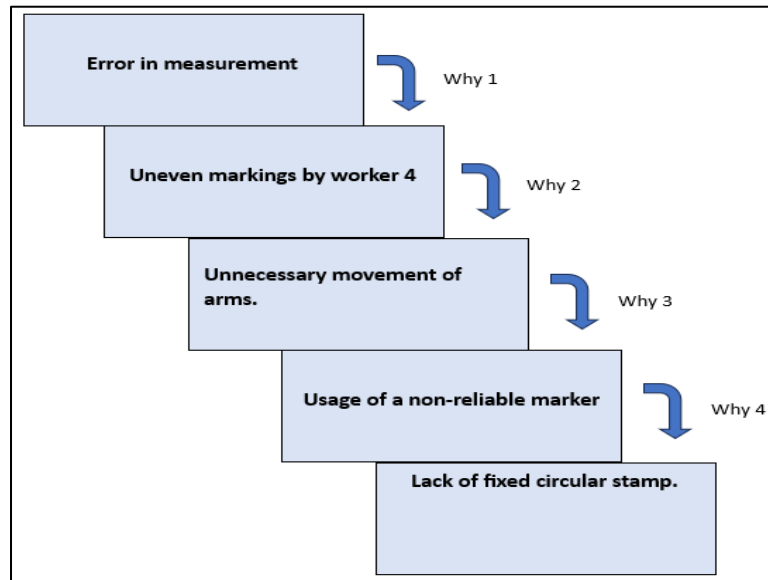 Error in measurement
Why 1
Uneven markings by worker 4
Why 2
Unnecessary movement of
arms.
Why 3
Usage of a non-reliable marker
Why 4
Lack of fixed circular stamp.